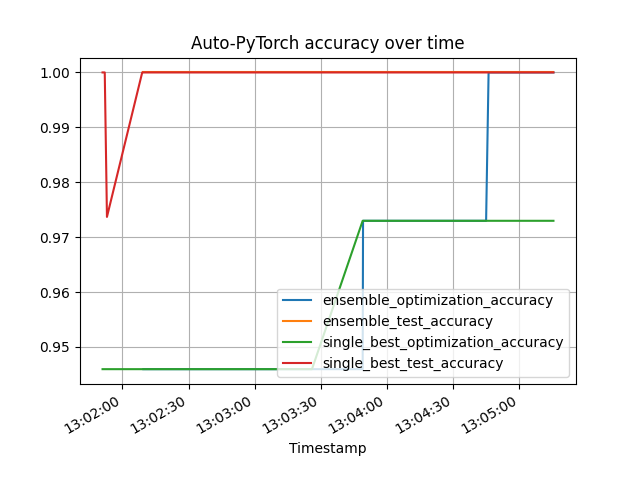 Auto-PyTorch accuracy over time
1.00
0.99
0.98
0.97
0.96
0.95
ensemble_optimization_accuracy
ensemble_test_accuracy
single_best_optimization_accuracy
single_best_test_accuracy
13:02:00
13:02:30
13:03:00
13:03:30
13:04:00
13:04:30
13:05:00
Timestamp